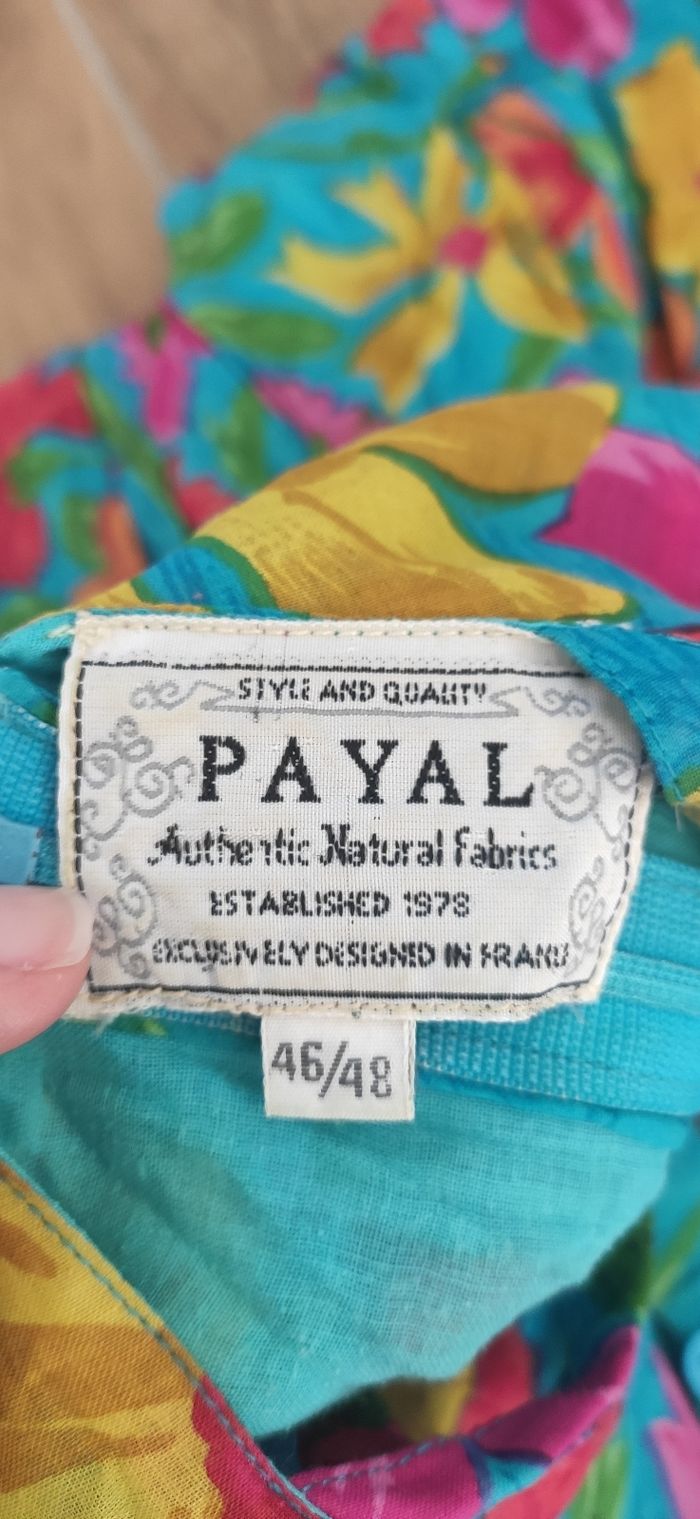 STYLE AND QUALITY
PAYAL
Authentic Natural Fabrics
ESTABLISHED 1978
EXCLUSIVELY DESIGNED IN FRANCE
46/48